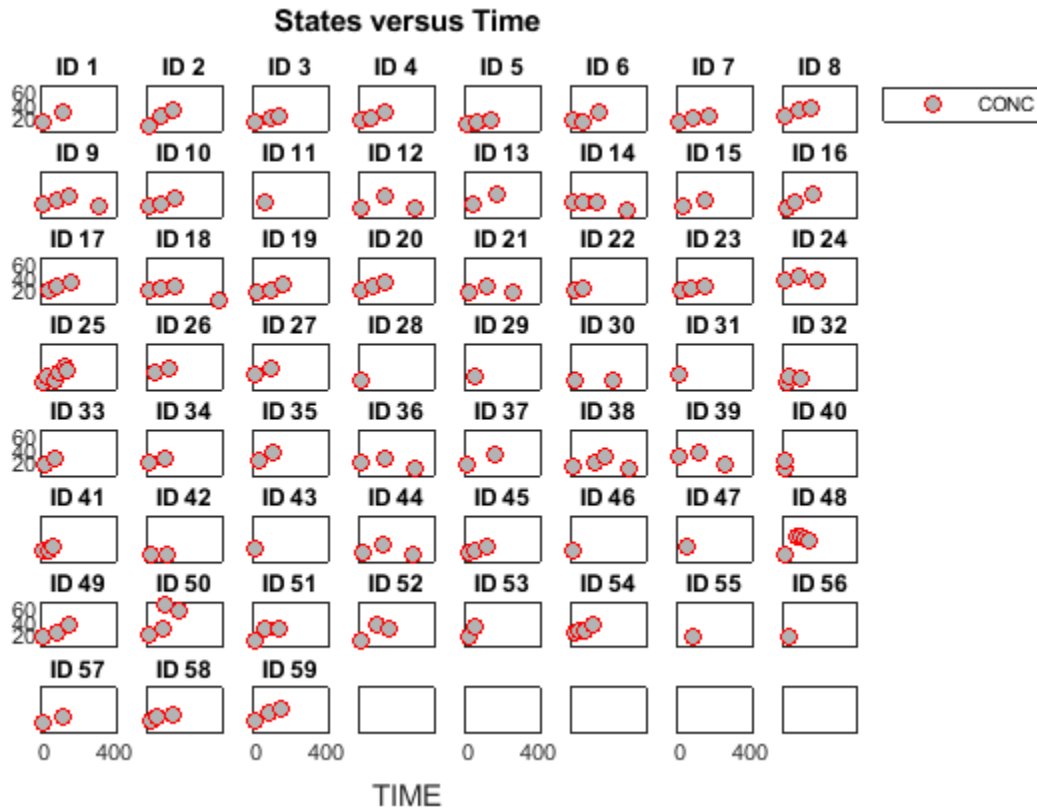 States versus Time
ID 1 ID 2 ID 3 ID 4 ID 5 ID 6 ID 7 ID 8
60
40
20
CONC
ID 9 ID 10 ID 11 ID 12 ID 13 ID 14 ID 15 ID 16
ID 17 ID 18 ID 19 ID 20 ID 21 ID 22 ID 23 ID 24
60
40
20
ID 25 ID 26 ID 27 ID 28 ID 29 ID 30 ID 31 ID 32
ID 33 ID 34 ID 35 ID 36 ID 37 ID 38 ID 39 ID 40
60
40
20
ID 41 ID 42 ID 43 ID 44 ID 45 ID 46 ID 47 ID 48
ID 49 ID 50 ID 51 ID 52 ID 53 ID 54 ID 55 ID 56
60
40
20
ID 57 ID 58 ID 59
0 400 0 400 0 400 0 400
TIME